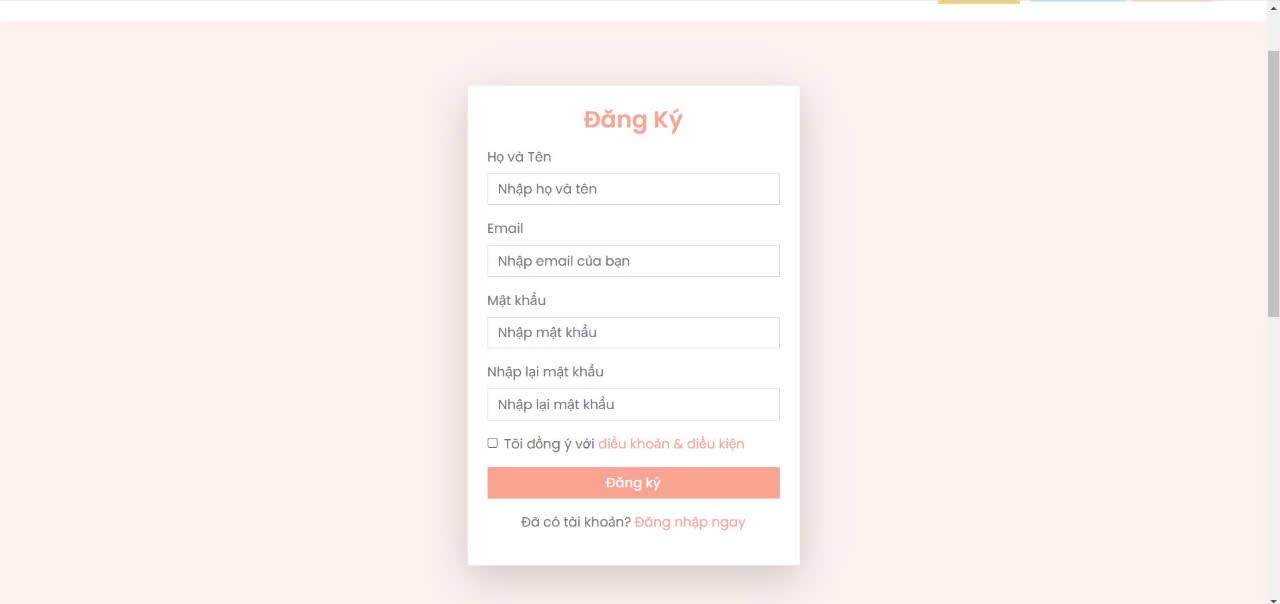 Đăng Ký
Họ và Tên
Nhập họ và tên
Email
Nhập email của bạn
Mật khẩu
Nhập mật khẩu
Nhập lại mật khẩu
Nhập lại mật khẩu
Tôi đồng ý với điều khoản & điều kiện
Đăng ký
Đã có tài khoản? Đăng nhập ngay